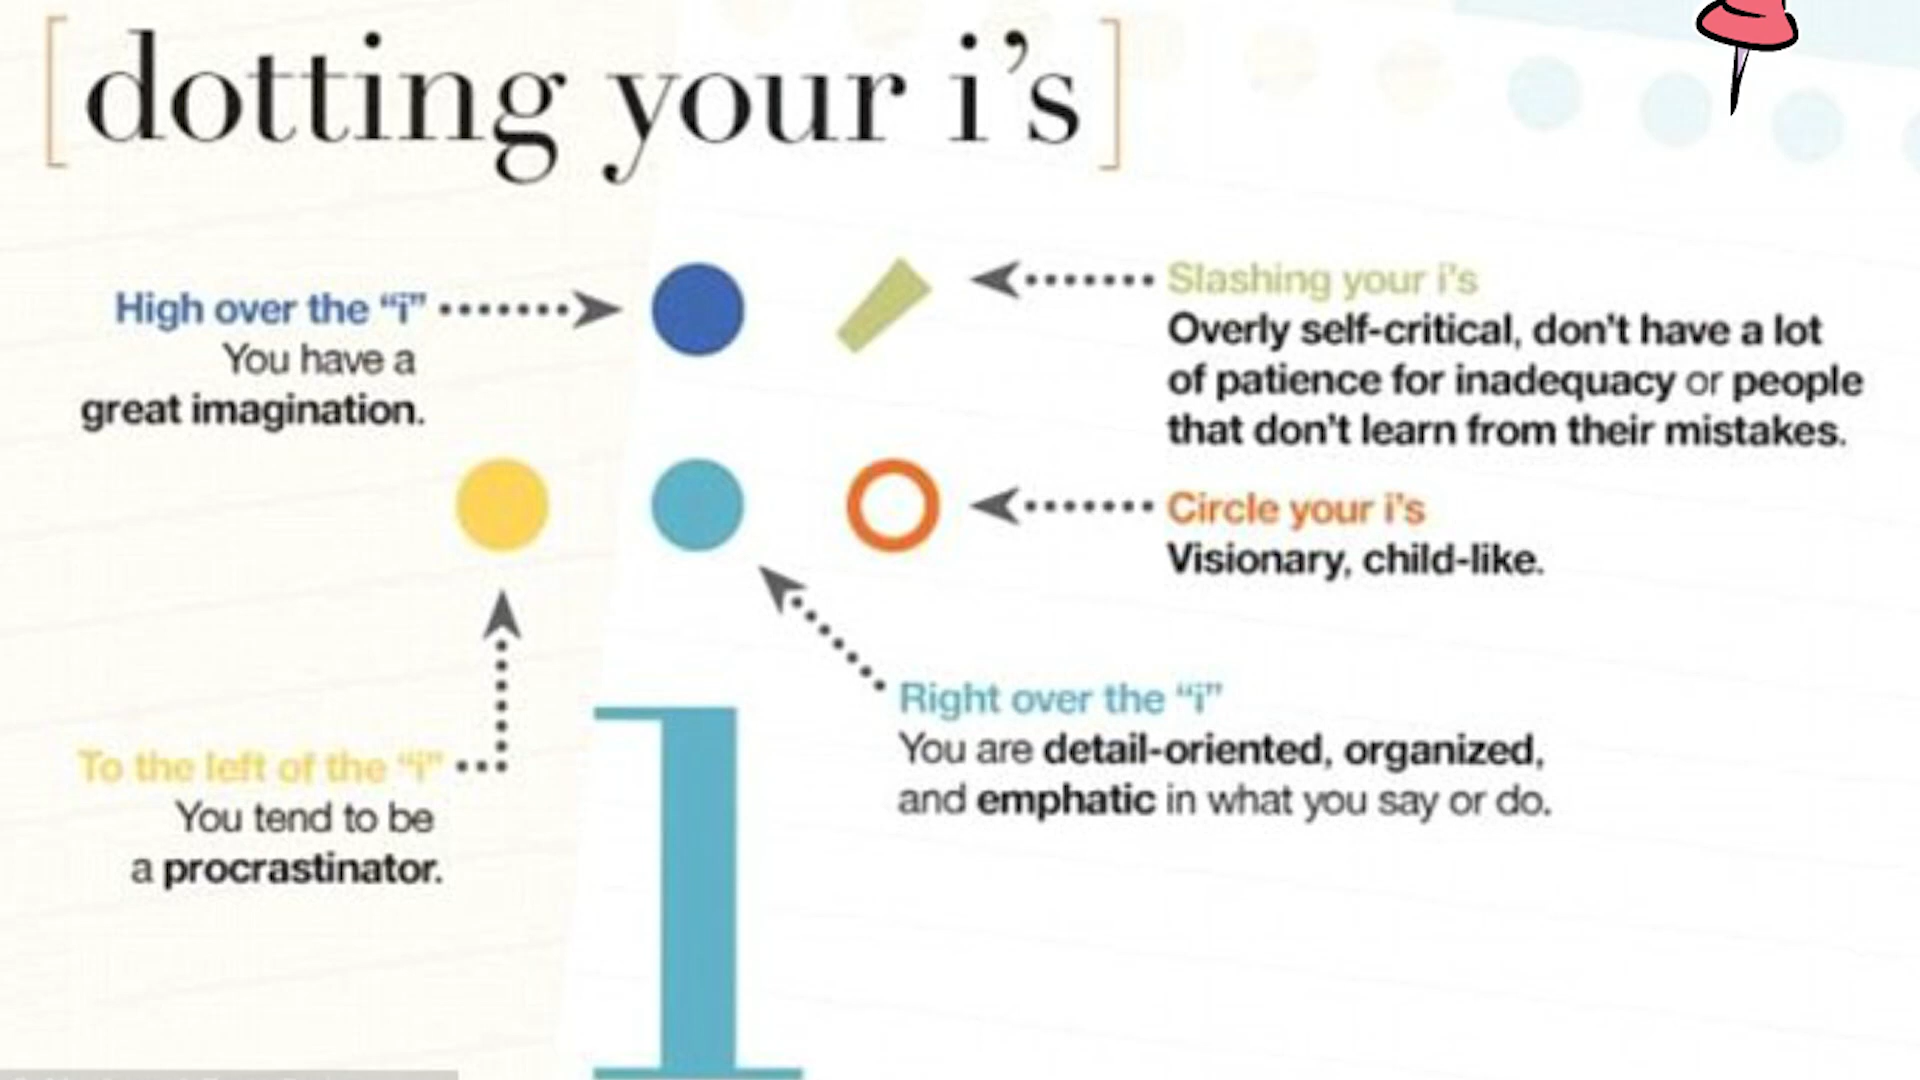 [dotting your i's]
High over the “i”
You have a
great imagination.
Slashing your i's
Overly self-critical, don't have a lot
of patience for inadequacy or people
that don't learn from their mistakes.
Circle your i's
Visionary, child-like.
Right over the “i”
You are detail-oriented, organized,
and emphatic in what you say or do.
To the left of the “i”
You tend to be
a procrastinator.